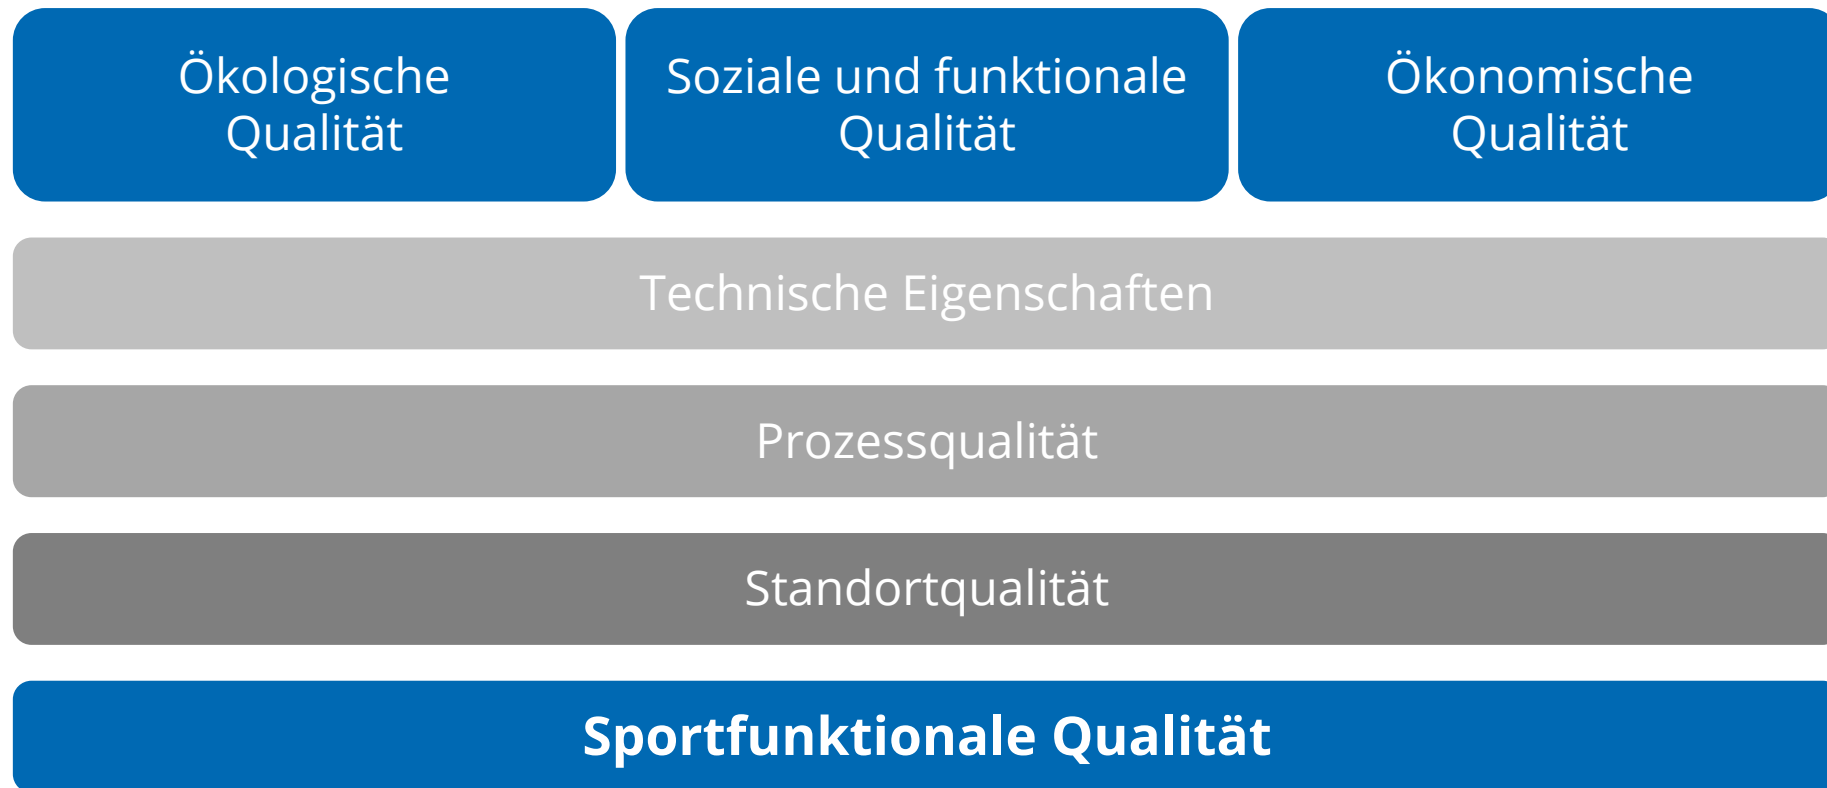 Ökologische
Qualität
Soziale und funktionale
Qualität
Ökonomische
Qualität
Technische Eigenschaften
Prozessqualität
Standortqualität
Sportfunktionale Qualität